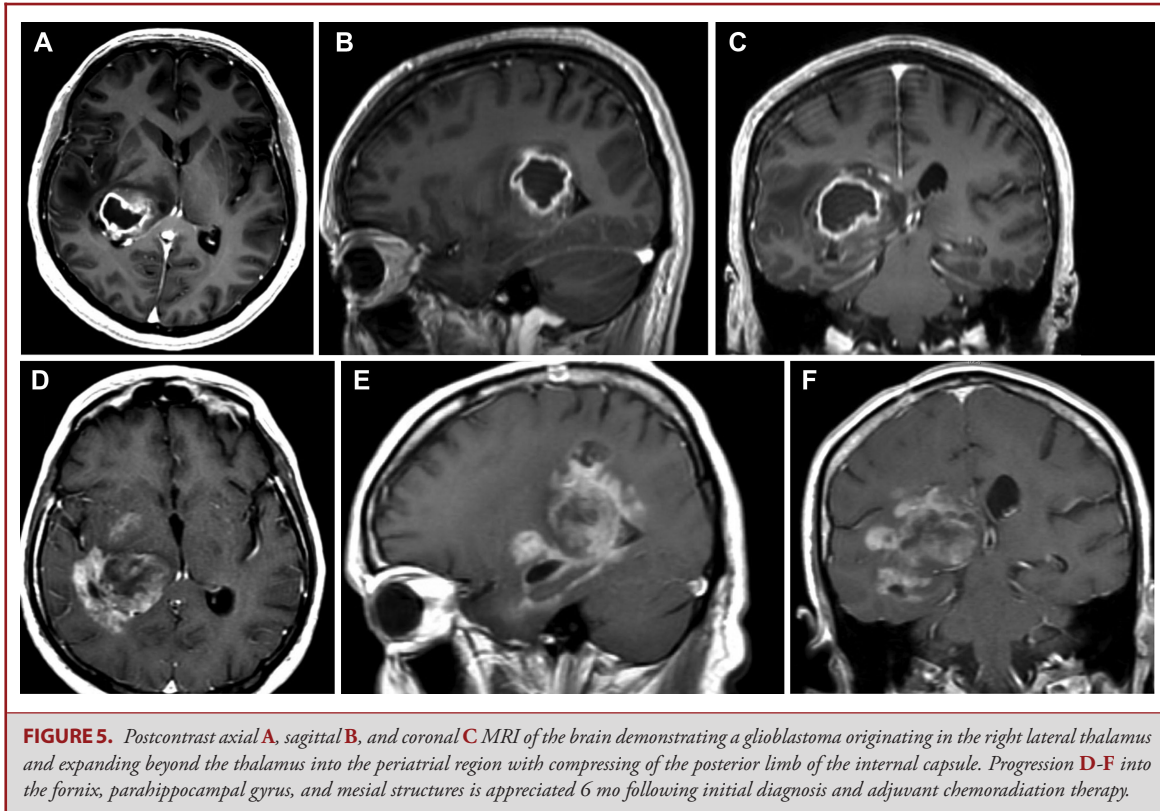 A
B
C
D
E
F
FIGURE 5. Postcontrast axial A, sagittal B, and coronal C MRI of the brain demonstrating a glioblastoma originating in the right lateral thalamus
and expanding beyond the thalamus into the periatrial region with compressing of the posterior limb of the internal capsule. Progression D-F into
the fornix, parahippocampal gyrus, and mesial structures is appreciated 6 mo following initial diagnosis and adjuvant chemoradiation therapy.